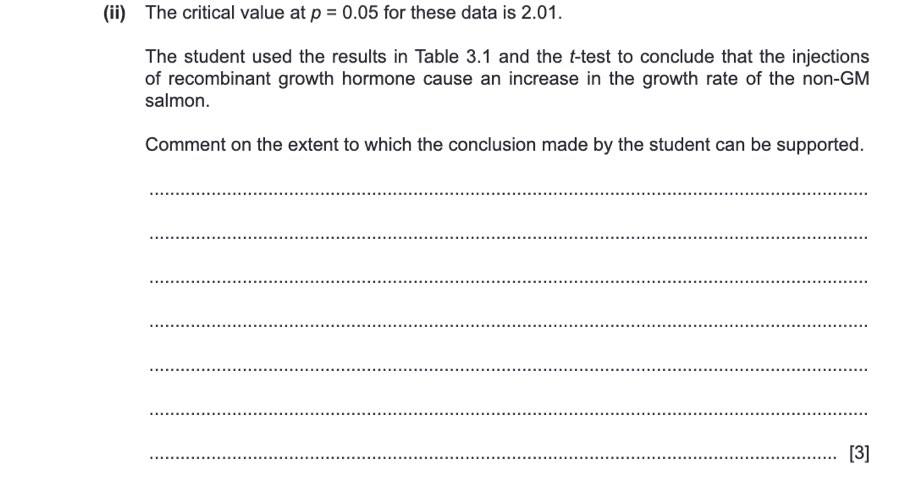 (ii) The critical value at p = 0.05 for these data is 2.01.
The student used the results in Table 3.1 and the t-test to conclude that the injections
of recombinant growth hormone cause an increase in the growth rate of the non-GM
salmon.
Comment on the extent to which the conclusion made by the student can be supported.
[3]